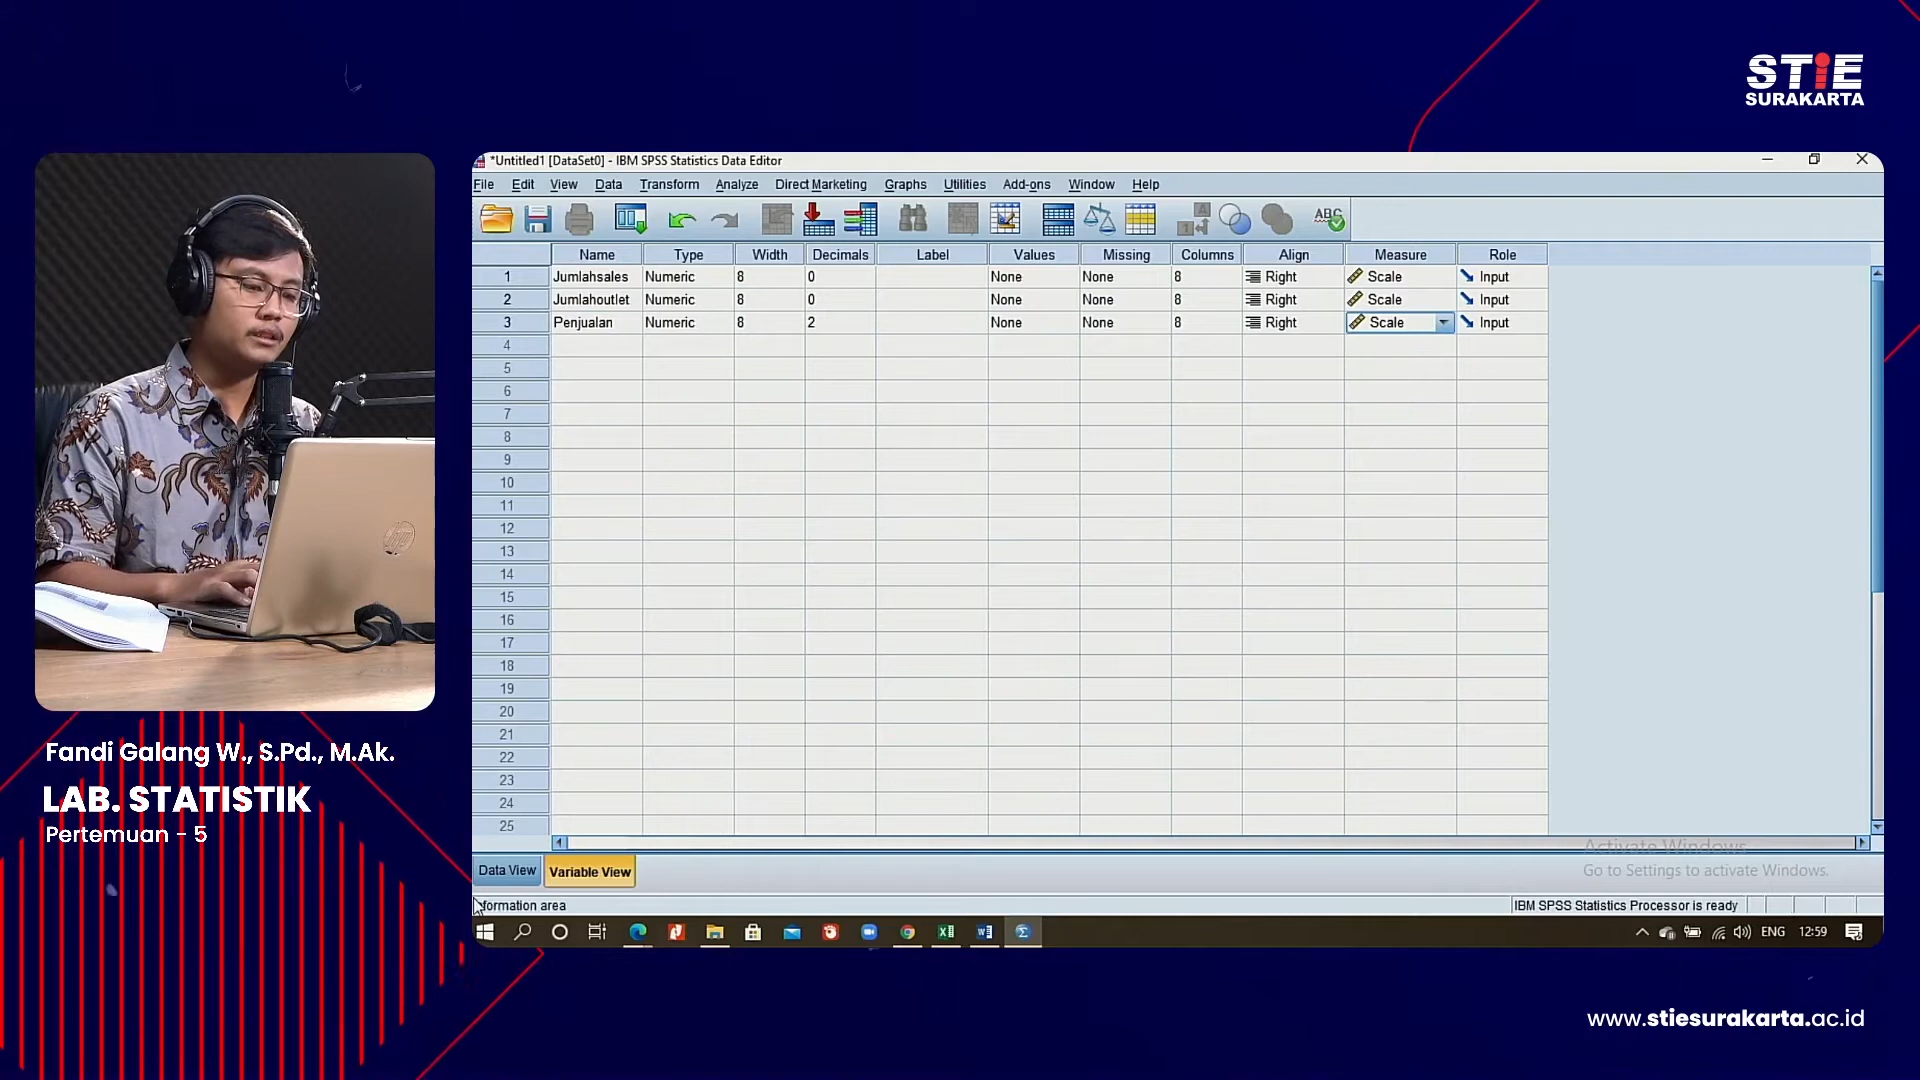 STiE
SURAKARTA
*Untitled1 [DataSet0] - IBM SPSS Statistics Data Editor
File Edit View Data Transform Analyze Direct Marketing Graphs Utilities Add-ons Window Help
Name Type Width Decimals Label Values Missing Columns Align Measure Role
1 Jumlahsales Numeric 8 0 None None 8 Right Scale Input
2 Jumlahoutlet Numeric 8 0 None None 8 Right Scale Input
3 Penjualan Numeric 8 2 None None 8 Right Scale Input
4
5
6
7
8
9
10
11
12
13
14
15
16
17
18
19
20
21
22
23
24
25
Activate Windows
Go to Settings to activate Windows.
Data View Variable View
formation area IBM SPSS Statistics Processor is ready
ENG 12:59
Fandi Galang W., S.Pd., M.Ak.
LAB. STATISTIK
Pertemuan - 5
www.stiesurakarta.ac.id